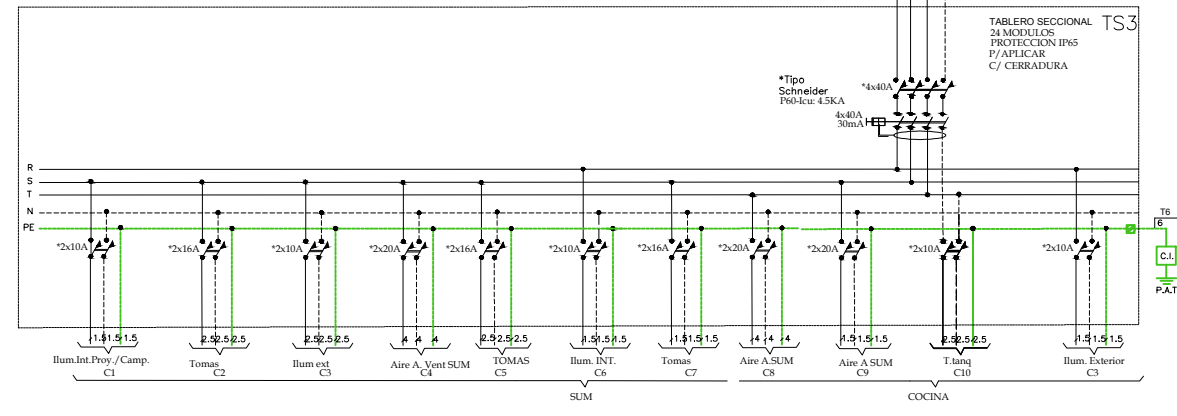 TABLERO SECCIONAL TS3
24 MODULOS
PROTECCION IP65
P/APLICAR
C/ CERRADURA
*Tipo
Schneider
P60-Icu: 4.5KA
*4x40A
4x40A
30mA
R
S
T
N
PE
T6
6
C.I.
P.A.T
*2x10A *2x16A *2x10A *2x20A *2x16A *2x10A *2x16A *2x20A *2x20A *2x10A *2x10A
1.5 1.5 1.5 2.5 2.5 2.5 2.5 2.5 2.5 4 4 4 2.5 2.5 2.5 1.5 1.5 1.5 1.5 1.5 1.5 4 4 4 1.5 1.5 1.5 2.5 2.5 2.5 1.5 1.5 1.5
Ilum.Int.Proy./Camp. Tomas Ilum ext Aire A. Vent SUM TOMAS Ilum. INT. Tomas Aire A.SUM Aire A SUM T.tanq Ilum. Exterior
C1 C2 C3 C4 C5 C6 C7 C8 C9 C10 C3
SUM COCINA